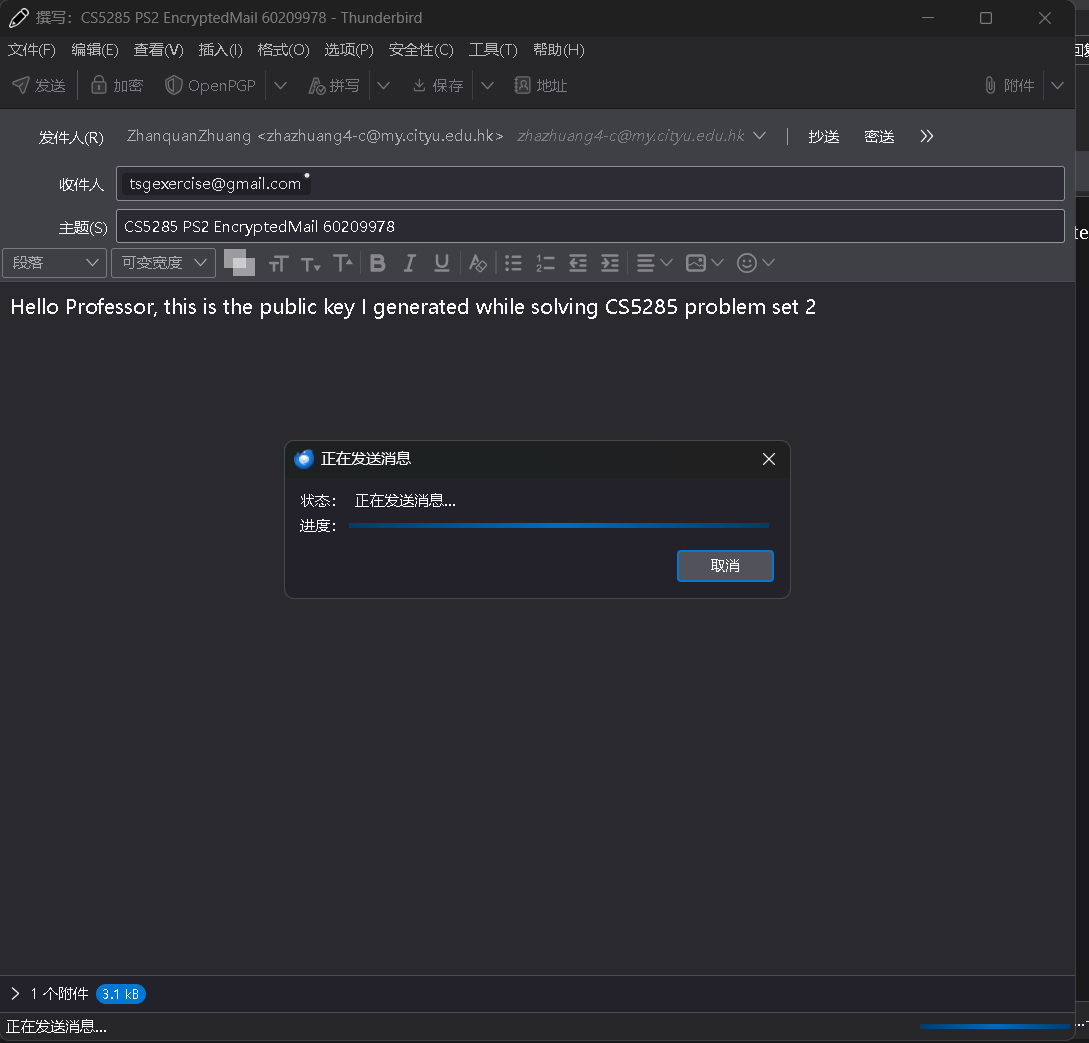 撰写：CS5285 PS2 EncryptedMail 60209978 - Thunderbird
文件(F) 编辑(E) 查看(V) 插入(I) 格式(O) 选项(P) 安全性(C) 工具(T) 帮助(H)
发送 加密 OpenPGP 拼写 保存 地址 附件
发件人(R) ZhanquanZhuang <zhazhuang4-c@my.cityu.edu.hk> zhazhuang4-c@my.cityu.edu.hk 抄送 密送
收件人 tsgexercise@gmail.com
主题(S) CS5285 PS2 EncryptedMail 60209978
段落 可变宽度
Hello Professor, this is the public key I generated while solving CS5285 problem set 2
正在发送消息
状态： 正在发送消息...
进度：
取消
1 个附件 3.1 kB
正在发送消息...